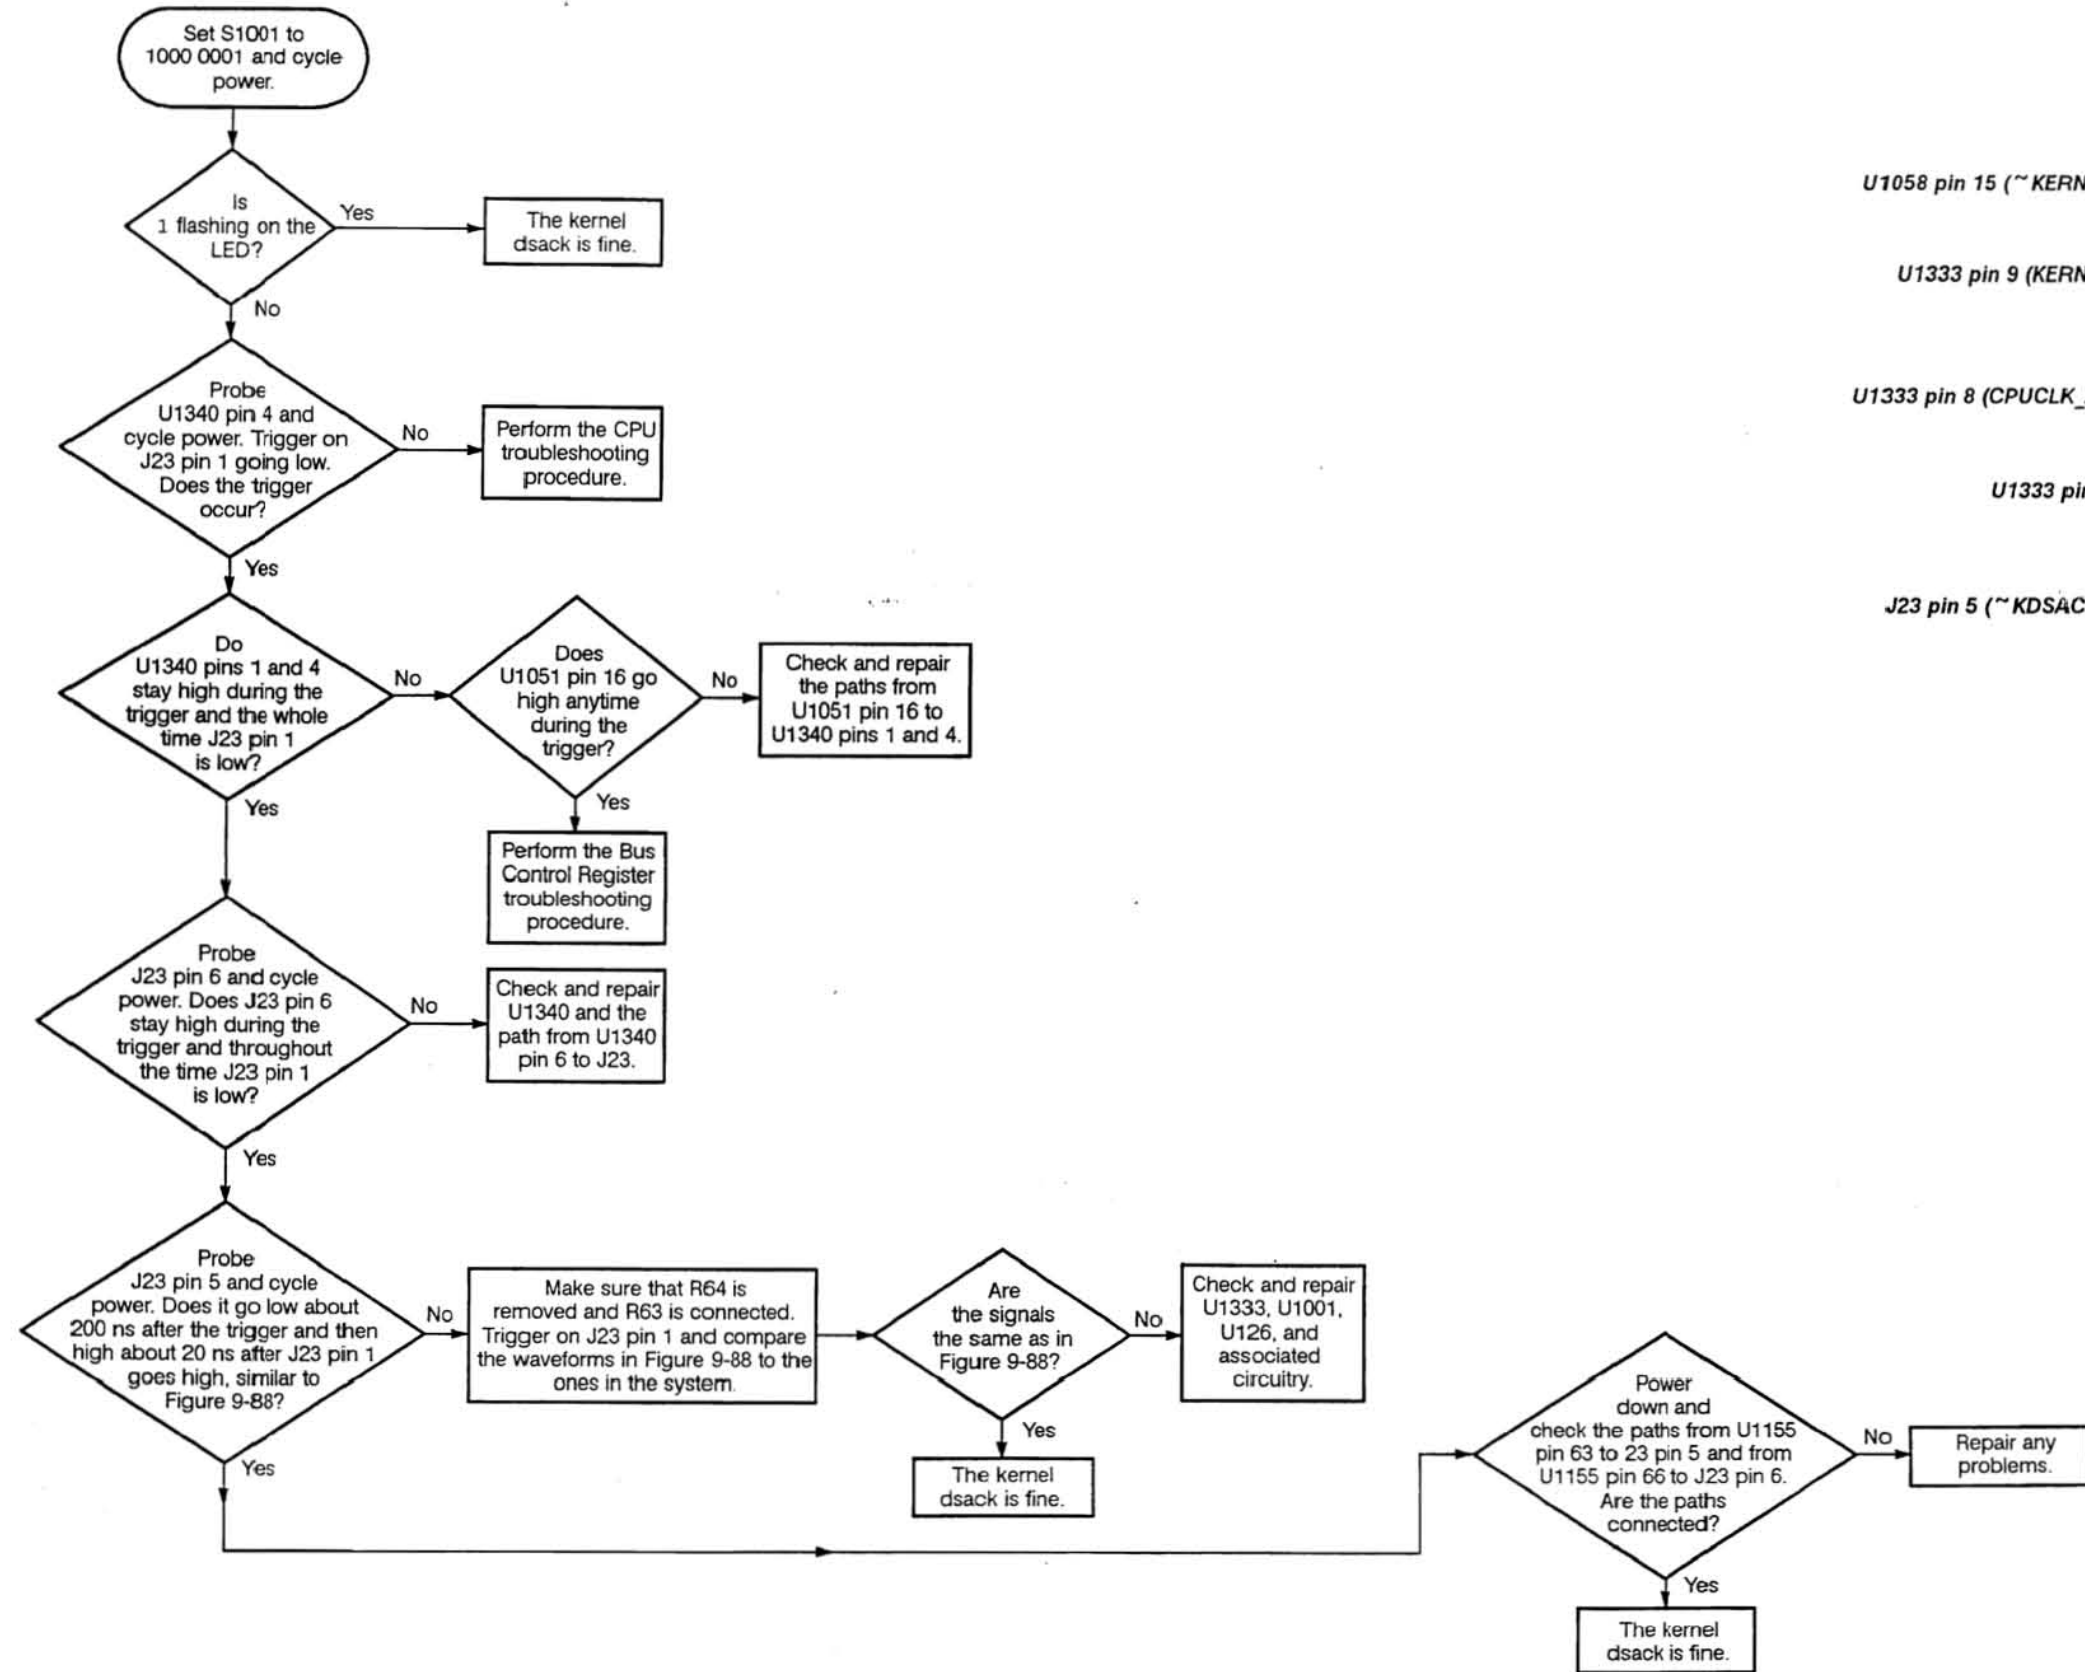 Set S1001 to
1000 0001 and cycle
power.
Is
1 flashing on the
LED?
Yes
The kernel
dsack is fine.
No
Probe
U1340 pin 4 and
cycle power. Trigger on
J23 pin 1 going low.
Does the trigger
occur?
No
Perform the CPU
troubleshooting
procedure.
Yes
Do
U1340 pins 1 and 4
stay high during the
trigger and the whole
time J23 pin 1
is low?
No
Does
U1051 pin 16 go
high anytime
during the
trigger?
No
Check and repair
the paths from
U1051 pin 16 to
U1340 pins 1 and 4.
Yes
Perform the Bus
Control Register
troubleshooting
procedure.
Yes
Probe
J23 pin 6 and cycle
power. Does J23 pin 6
stay high during the
trigger and throughout
the time J23 pin 1
is low?
No
Check and repair
U1340 and the
path from U1340
pin 6 to J23.
Yes
Probe
J23 pin 5 and cycle
power. Does it go low about
200 ns after the trigger and then
high about 20 ns after J23 pin 1
goes high, similar to
Figure 9-88?
No
Make sure that R64 is
removed and R63 is connected.
Trigger on J23 pin 1 and compare
the waveforms in Figure 9-88 to the
ones in the system.
Are
the signals
the same as in
Figure 9-88?
No
Check and repair
U1333, U1001,
U126, and
associated
circuitry.
Yes
The kernel
dsack is fine.
Yes
Power
down and
check the paths from U1155
pin 63 to 23 pin 5 and from
U1155 pin 66 to J23 pin 6.
Are the paths
connected?
No
Repair any
problems.
Yes
The kernel
dsack is fine.
U1058 pin 15 (~KERN
U1333 pin 9 (KERN
U1333 pin 8 (CPUCLK_
U1333 pin
J23 pin 5 (~KDSAC